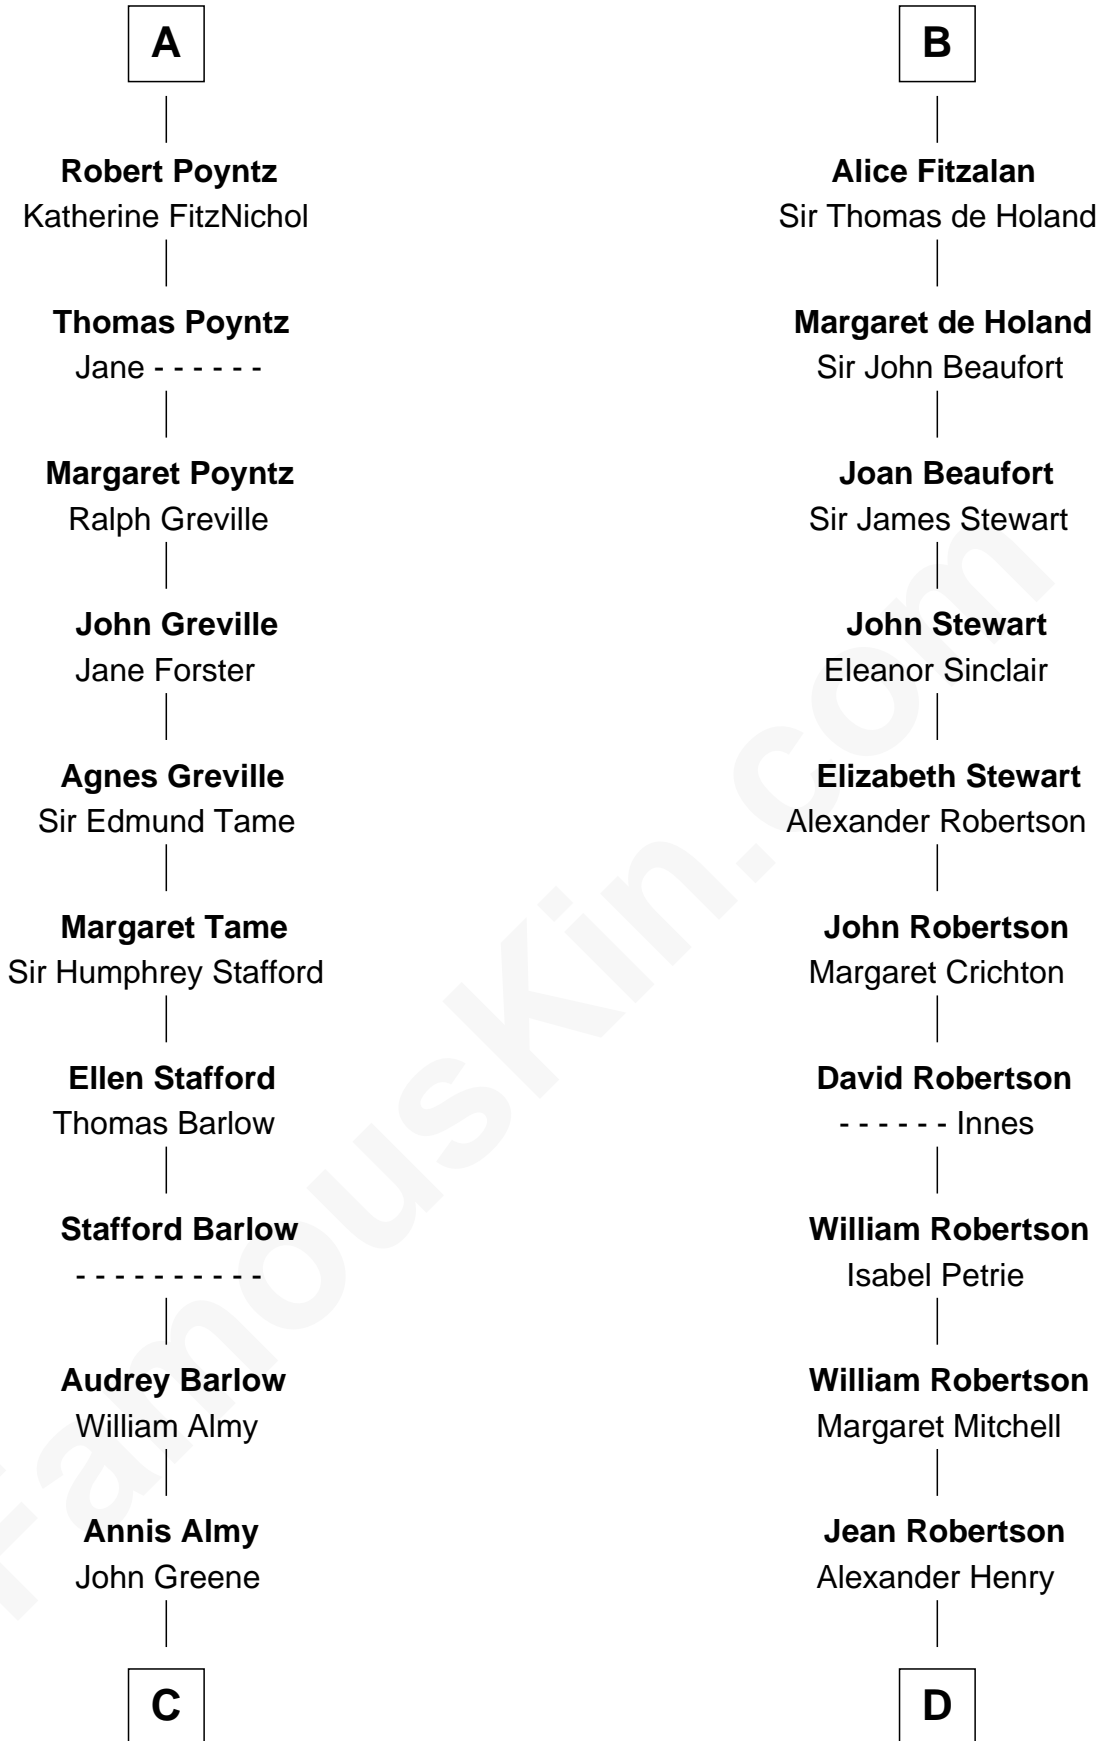 A
Robert Poyntz
Katherine FitzNichol
Thomas Poyntz
Jane - - - - - -
Margaret Poyntz
Ralph Greville
John Greville
Jane Forster
Agnes Greville
Sir Edmund Tame
Margaret Tame
Sir Humphrey Stafford
Ellen Stafford
Thomas Barlow
Stafford Barlow
- - - - - - - - - -
Audrey Barlow
William Almy
Annis Almy
John Greene
C
B
Alice Fitzalan
Sir Thomas de Holand
Margaret de Holand
Sir John Beaufort
Joan Beaufort
Sir James Stewart
John Stewart
Eleanor Sinclair
Elizabeth Stewart
Alexander Robertson
John Robertson
Margaret Crichton
David Robertson
- - - - - - Innes
William Robertson
Isabel Petrie
William Robertson
Margaret Mitchell
Jean Robertson
Alexander Henry
D
FamousKin.com